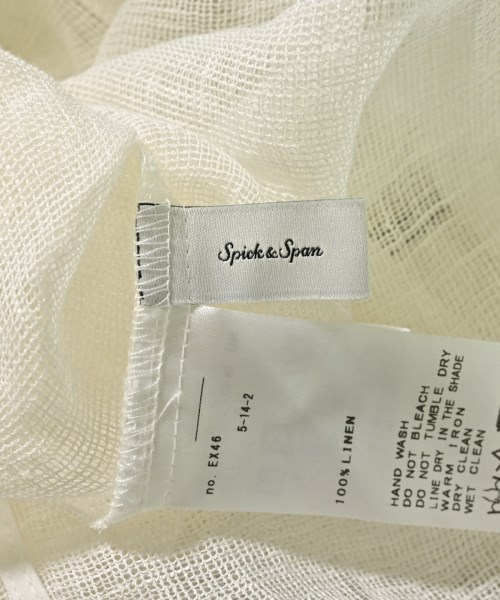 Spick & Span
no. EX46
5-14-2
100% LINEN
HAND WASH
DO NOT BLEACH
DO NOT TUMBLE DRY
LINE DRY IN THE SHADE
WARM IRON
DRY CLEAN
WET CLEAN